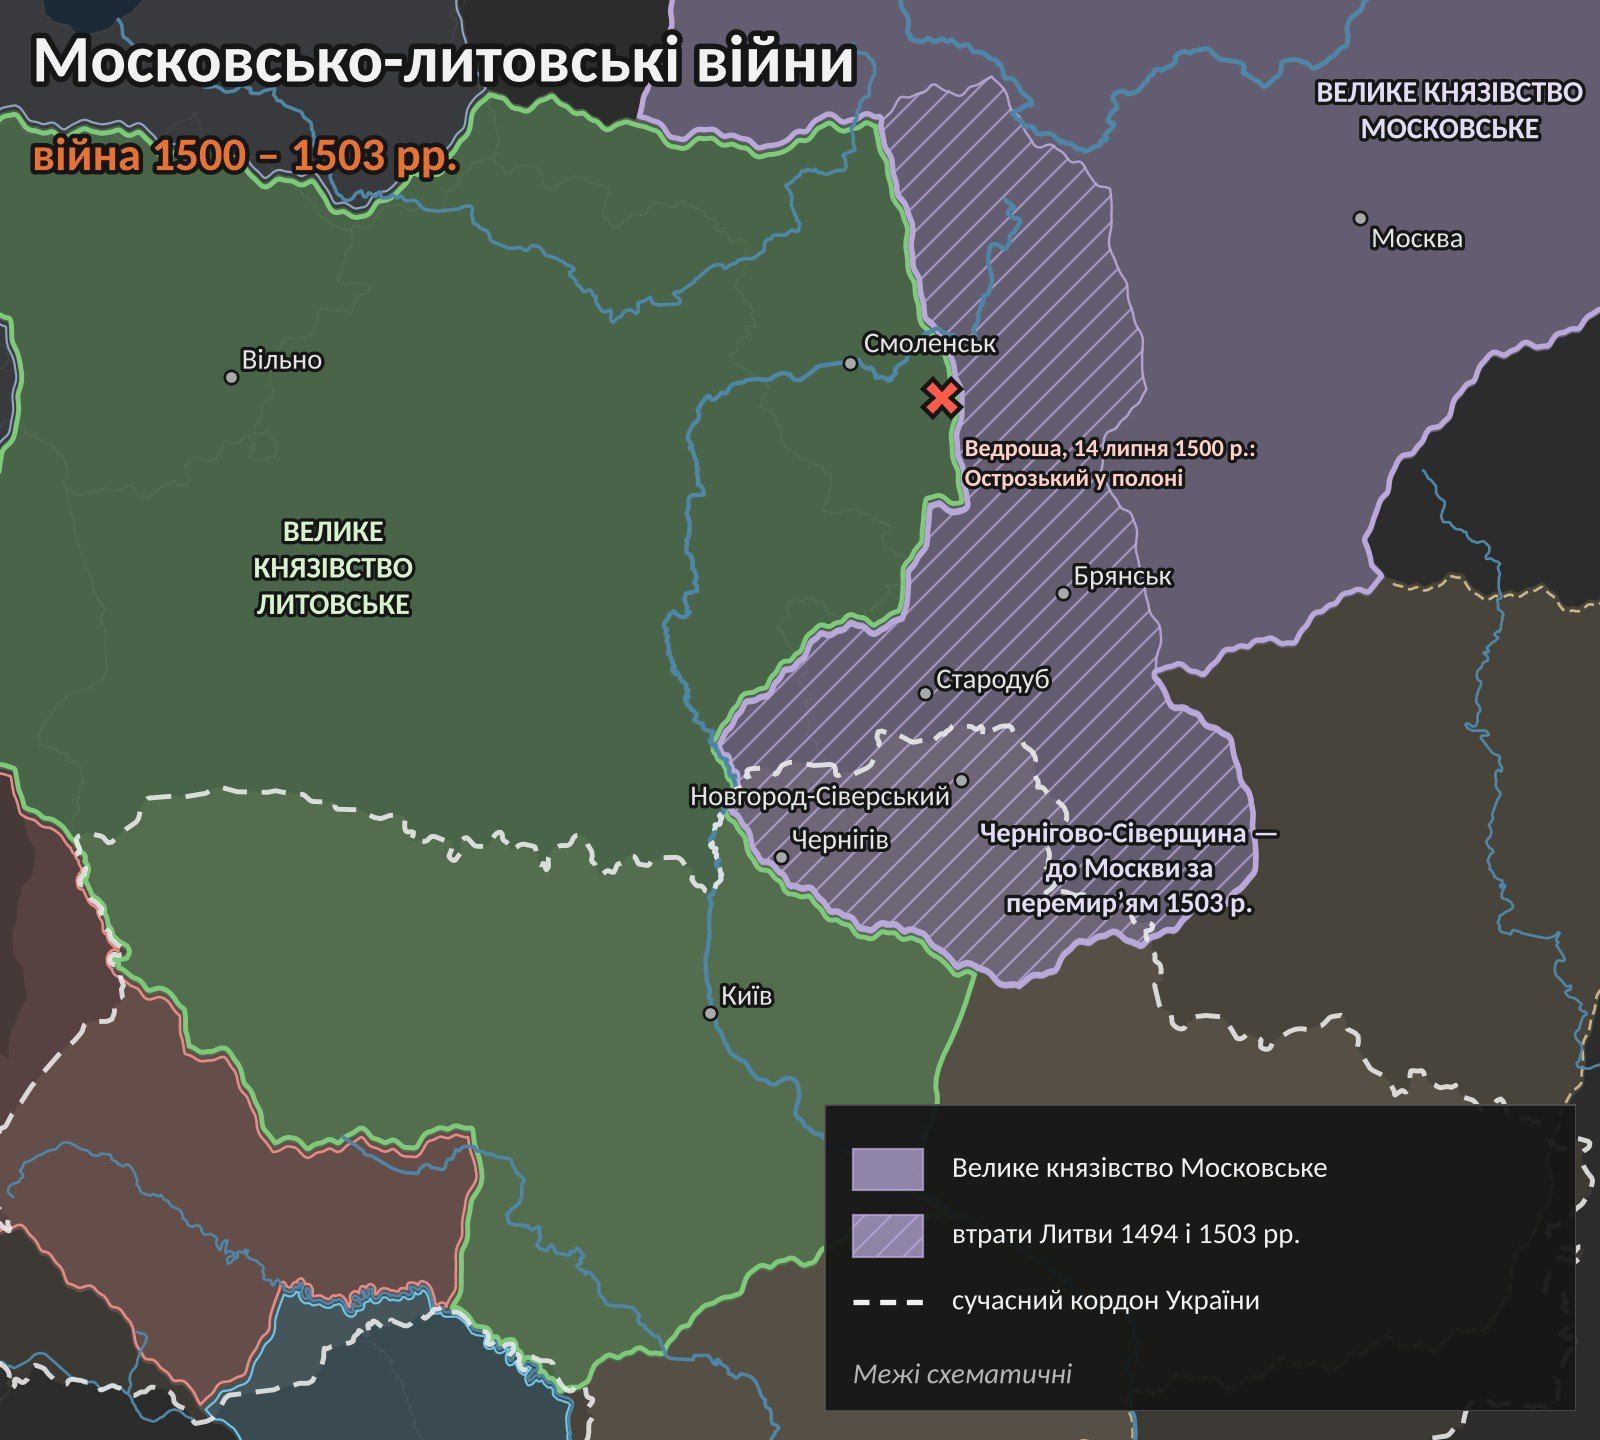 Московсько-литовські війни
війна 1500 – 1503 рр.
ВЕЛИКЕ КНЯЗІВСТВО
МОСКОВСЬКЕ
Москва
Смоленськ
Вільно
Ведроша, 14 липня 1500 р.:
Острозький у полоні
ВЕЛИКЕ
КНЯЗІВСТВО
ЛИТОВСЬКЕ
Брянськ
Стародуб
Новгород-Сіверський
Чернігів
Чернігово-Сіверщина —
до Москви за
перемир’ям 1503 р.
Київ
Велике князівство Московське
втрати Литви 1494 і 1503 рр.
сучасний кордон України
Межі схематичні